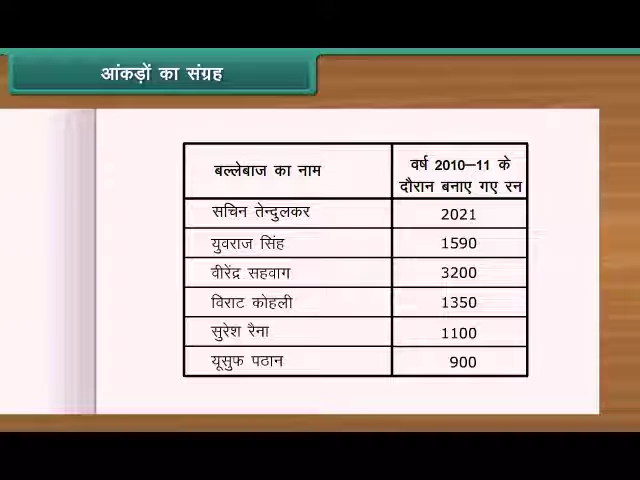 आंकड़ों का संग्रह
बल्लेबाज का नाम
वर्ष 2010–11 के
दौरान बनाए गए रन
सचिन तेन्दुलकर 2021
युवराज सिंह 1590
वीरेंद्र सहवाग 3200
विराट कोहली 1350
सुरेश रैना 1100
यूसुफ पठान 900